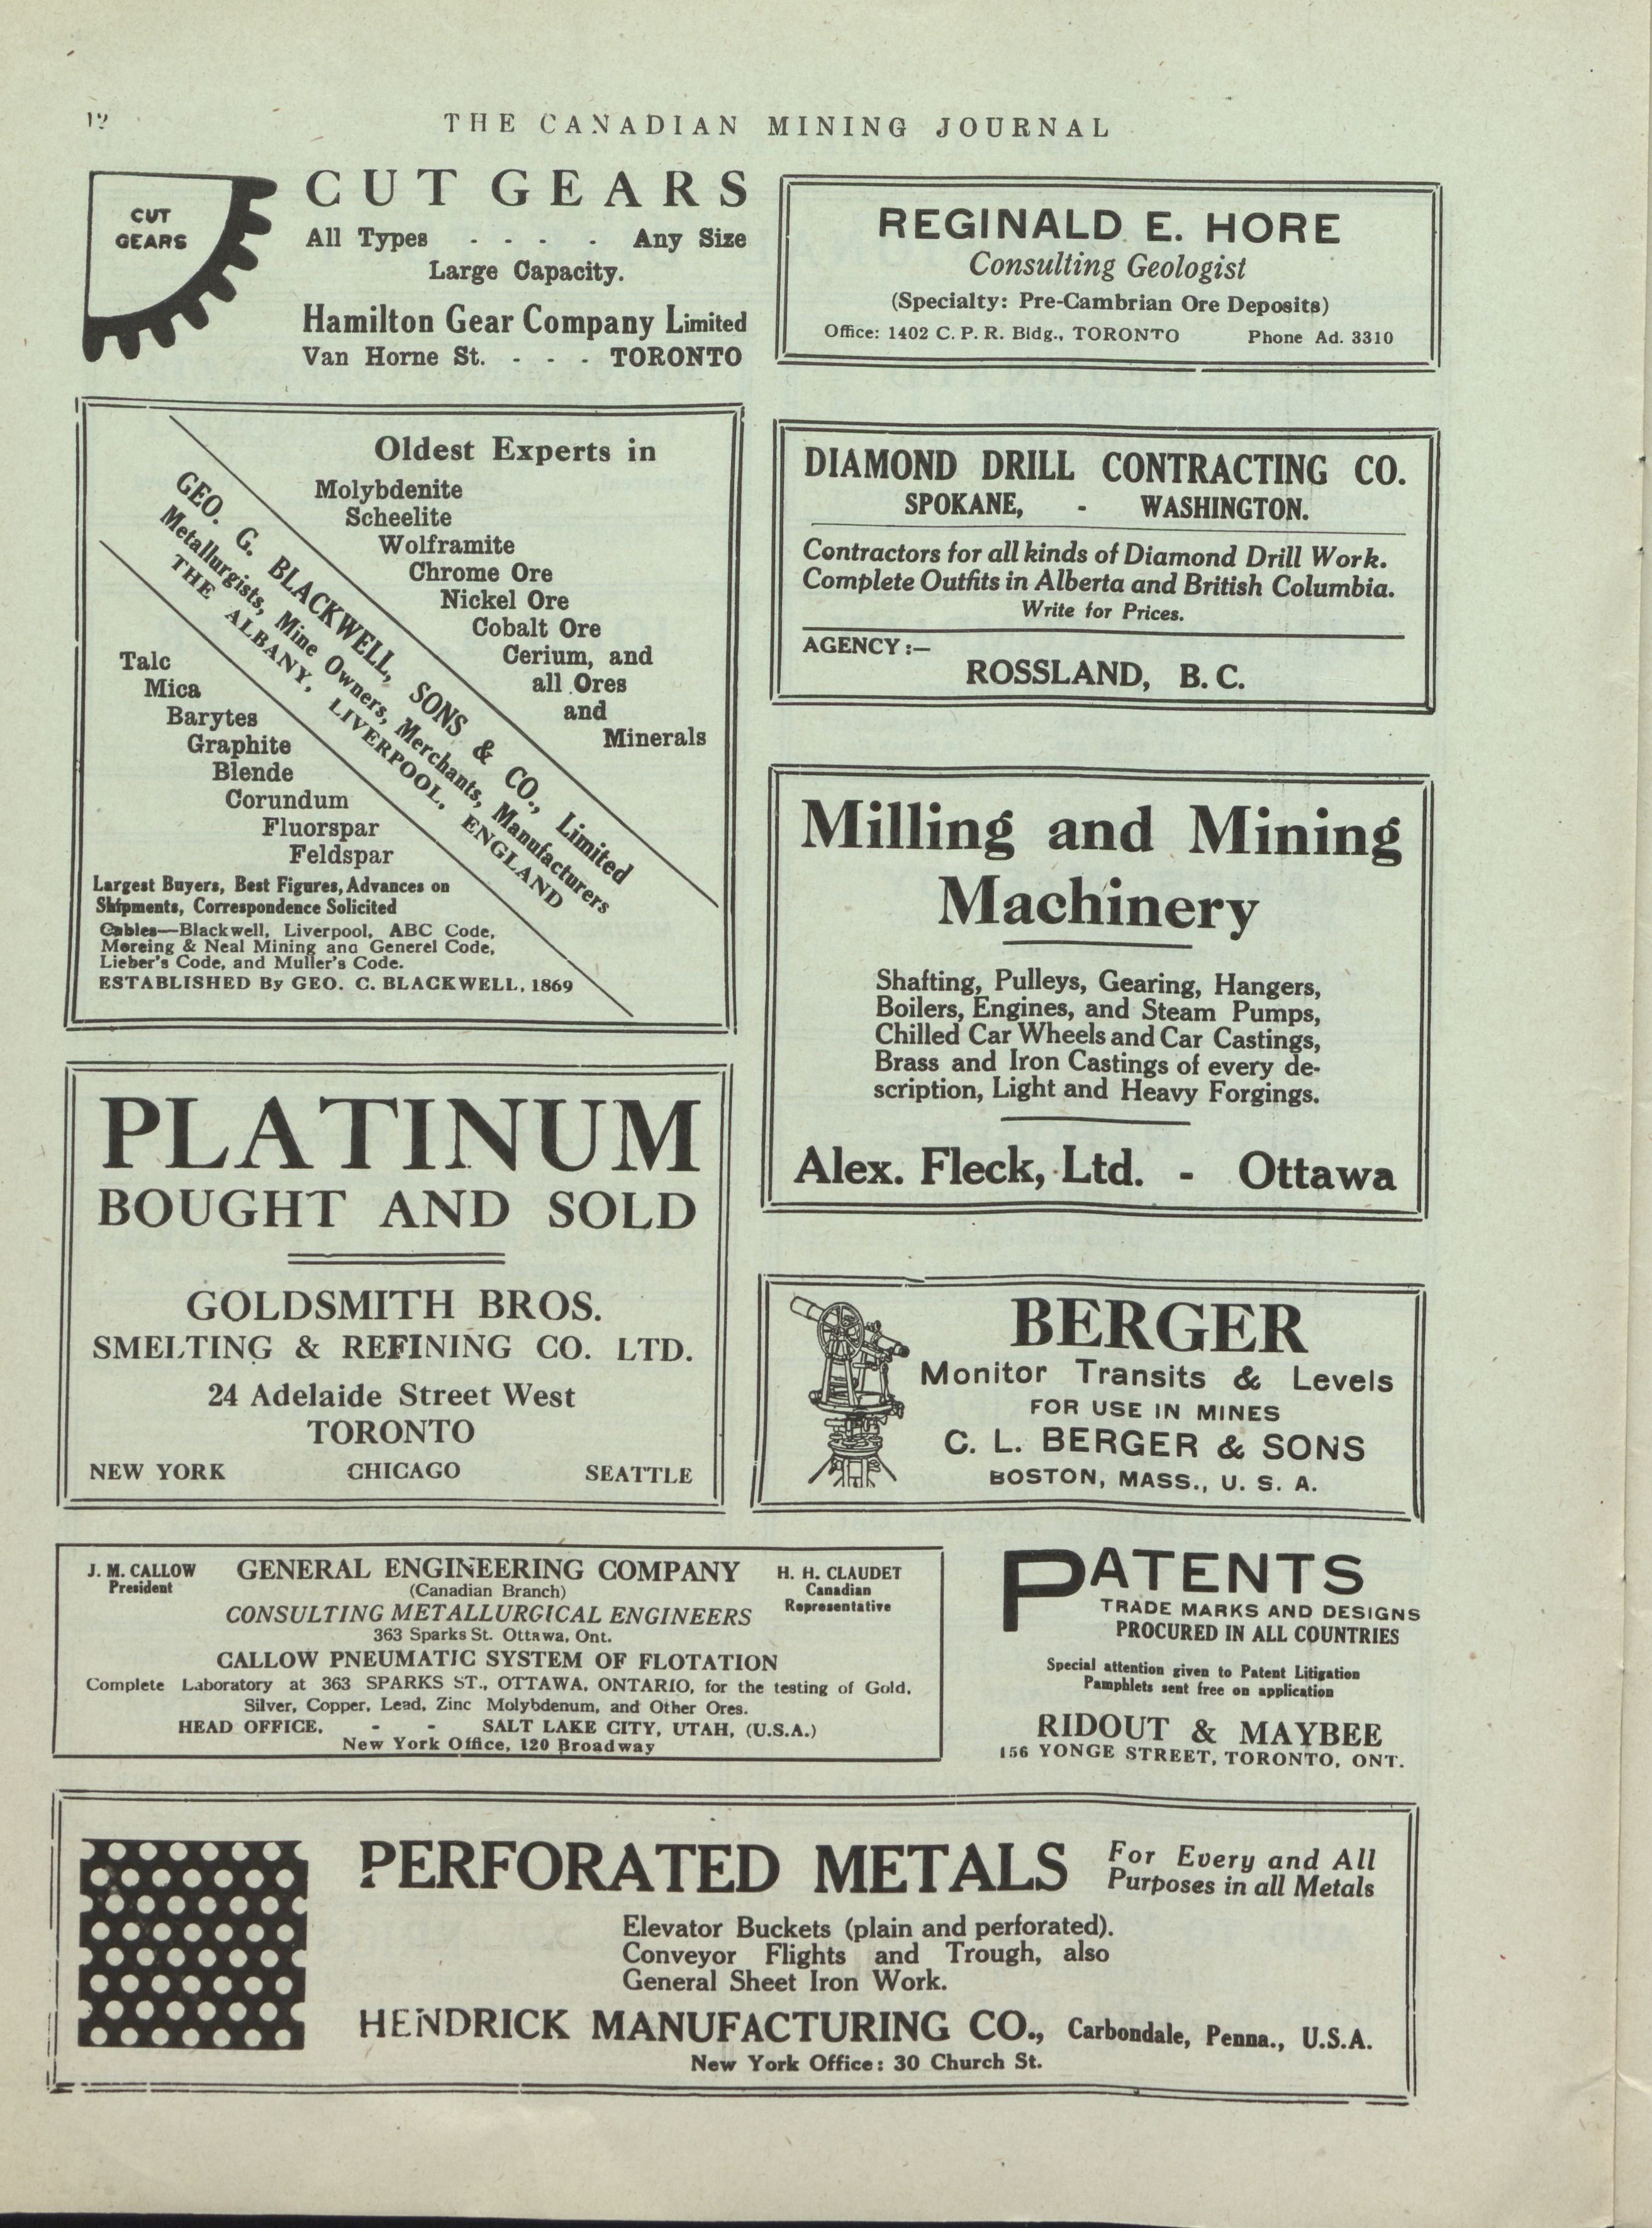 12
THE CANADIAN MINING JOURNAL
CUT
GEARS
CUT GEARS
All Types - - - - Any Size
Large Capacity.
Hamilton Gear Company Limited
Van Horne St. - - - TORONTO
REGINALD E. HORE
Consulting Geologist
(Specialty: Pre-Cambrian Ore Deposits)
Office: 1402 C. P. R. Bldg., TORONTO Phone Ad. 3310
Oldest Experts in
Molybdenite
Scheelite
Wolframite
Chrome Ore
Nickel Ore
Cobalt Ore
Cerium, and
all Ores
and
Minerals
GEO. G. BLACKWELL, SONS & CO., Limited
Metallurgists, Mine Owners, Merchants, Manufacturers
THE ALBANY, LIVERPOOL, ENGLAND
Talc
Mica
Barytes
Graphite
Blende
Corundum
Fluorspar
Feldspar
Largest Buyers, Best Figures, Advances on
Shipments, Correspondence Solicited
Cables—Blackwell, Liverpool, ABC Code,
Moreing & Neal Mining and Generel Code,
Lieber's Code, and Muller's Code.
ESTABLISHED By GEO. C. BLACKWELL, 1869
DIAMOND DRILL CONTRACTING CO.
SPOKANE, - WASHINGTON.
Contractors for all kinds of Diamond Drill Work.
Complete Outfits in Alberta and British Columbia.
Write for Prices.
AGENCY :—
ROSSLAND, B. C.
Milling and Mining
Machinery
Shafting, Pulleys, Gearing, Hangers,
Boilers, Engines, and Steam Pumps,
Chilled Car Wheels and Car Castings,
Brass and Iron Castings of every de-
scription, Light and Heavy Forgings.
Alex. Fleck, Ltd. - Ottawa
PLATINUM
BOUGHT AND SOLD
GOLDSMITH BROS.
SMELTING & REFINING CO. LTD.
24 Adelaide Street West
TORONTO
NEW YORK CHICAGO SEATTLE
BERGER
Monitor Transits & Levels
FOR USE IN MINES
C. L. BERGER & SONS
BOSTON, MASS., U. S. A.
J. M. CALLOW
President
GENERAL ENGINEERING COMPANY
(Canadian Branch)
H. H. CLAUDET
Canadian
Representative
CONSULTING METALLURGICAL ENGINEERS
363 Sparks St. Ottawa, Ont.
CALLOW PNEUMATIC SYSTEM OF FLOTATION
Complete Laboratory at 363 SPARKS ST., OTTAWA, ONTARIO, for the testing of Gold,
Silver, Copper, Lead, Zinc Molybdenum, and Other Ores.
HEAD OFFICE, - - SALT LAKE CITY, UTAH, (U.S.A.)
New York Office, 120 Broadway
PATENTS
TRADE MARKS AND DESIGNS
PROCURED IN ALL COUNTRIES
Special attention given to Patent Litigation
Pamphlets sent free on application
RIDOUT & MAYBEE
156 YONGE STREET, TORONTO, ONT.
PERFORATED METALS
For Every and All
Purposes in all Metals
Elevator Buckets (plain and perforated).
Conveyor Flights and Trough, also
General Sheet Iron Work.
HENDRICK MANUFACTURING CO., Carbondale, Penna., U.S.A.
New York Office: 30 Church St.